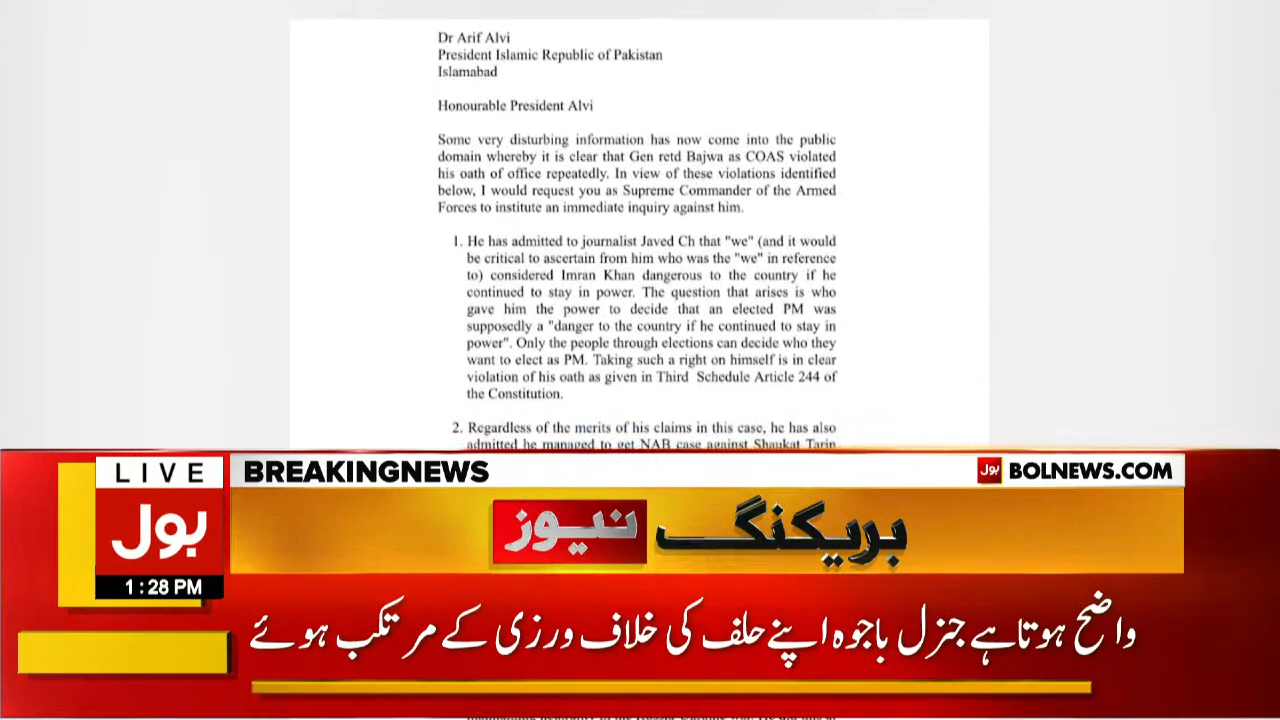 Dr Arif Alvi
President Islamic Republic of Pakistan
Islamabad
Honourable President Alvi
Some very disturbing information has now come into the public
domain whereby it is clear that Gen retd Bajwa as COAS violated
his oath of office repeatedly. In view of these violations identified
below, I would request you as Supreme Commander of the Armed
Forces to institute an immediate inquiry against him.
1. He has admitted to journalist Javed Ch that "we" (and it would
be critical to ascertain from him who was the "we" in reference
to) considered Imran Khan dangerous to the country if he
continued to stay in power. The question that arises is who
gave him the power to decide that an elected PM was
supposedly a "danger to the country if he continued to stay in
power". Only the people through elections can decide who they
want to elect as PM. Taking such a right on himself is in clear
violation of his oath as given in Third Schedule Article 244 of
the Constitution.
2. Regardless of the merits of his claims in this case, he has also
admitted he managed to get NAB case against Shaukat Tarin
LIVE
BREAKINGNEWS
بول BOLNEWS.COM
بول
بریکنگ نیوز
1:28 PM
واضح ہوتا ہے جنرل باجوہ اپنے حلف کی خلاف ورزی کے مرتکب ہوئے